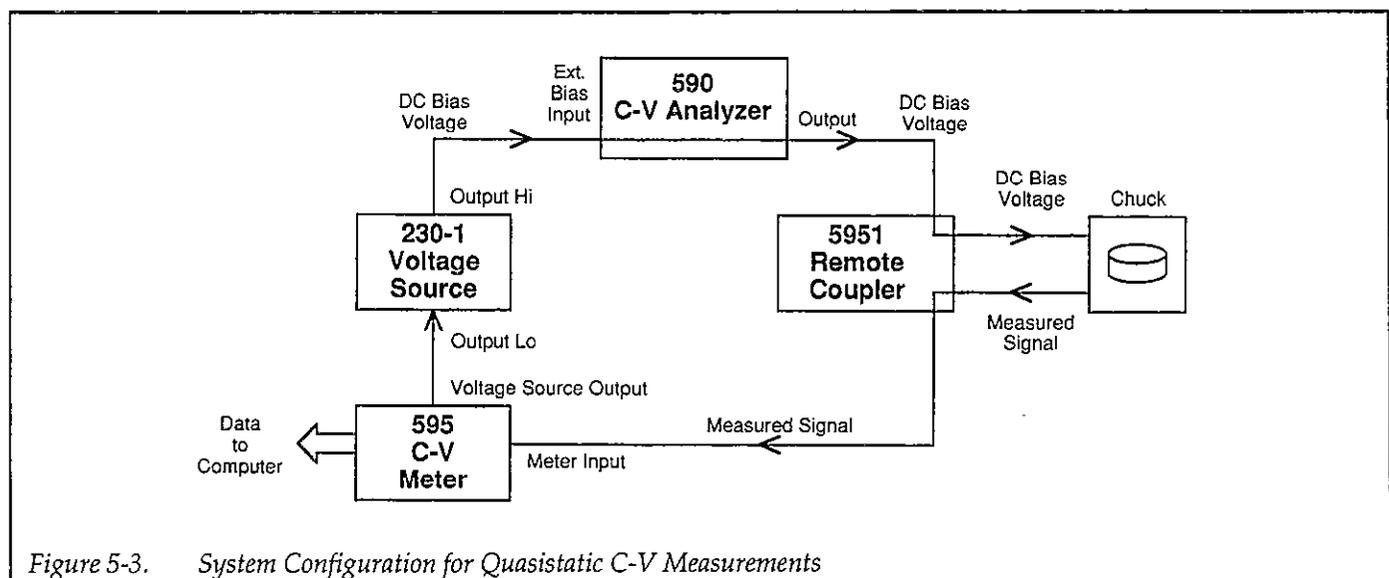 590
C-V Analyzer
Ext.
Bias
Input
DC Bias
Voltage
Output
DC Bias
Voltage
DC Bias
Voltage
Chuck
Output Hi
230-1
Voltage
Source
5951
Remote
Coupler
Measured
Signal
Output Lo
Voltage Source Output
595
C-V
Meter
Data
to
Computer
Meter Input
Measured Signal
Figure 5-3. System Configuration for Quasistatic C-V Measurements